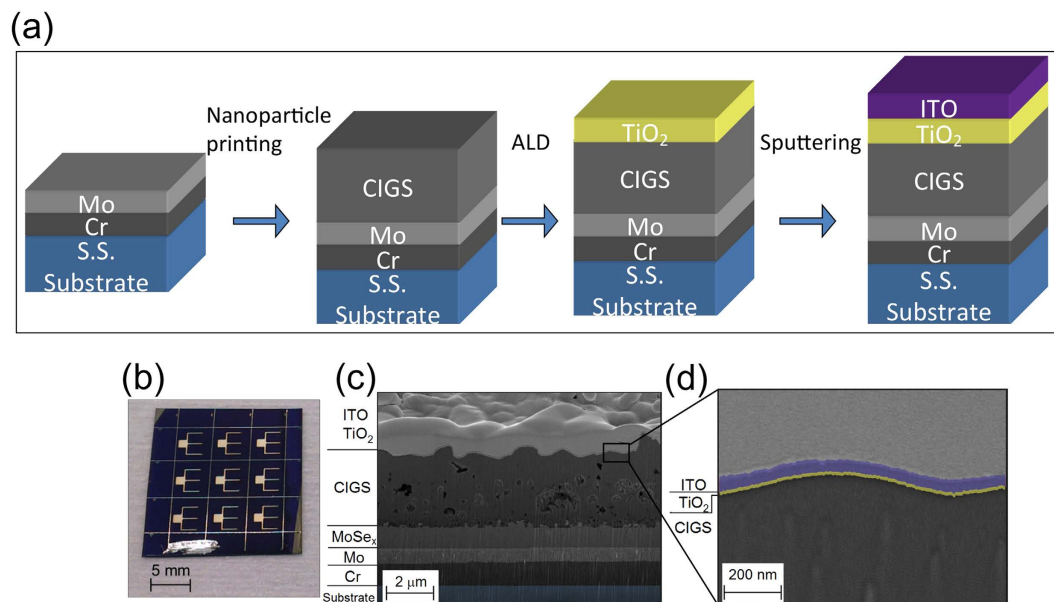 (a)
Nanoparticle
printing
ALD
Sputtering
Mo
Cr
S.S.
Substrate
CIGS
Mo
Cr
S.S.
Substrate
TiO₂
CIGS
Mo
Cr
S.S.
Substrate
ITO
TiO₂
CIGS
Mo
Cr
S.S.
Substrate
(b)
5 mm
(c)
ITO
TiO₂
CIGS
MoSeₓ
Mo
Cr
Substrate
2 μm
(d)
ITO
TiO₂
CIGS
200 nm